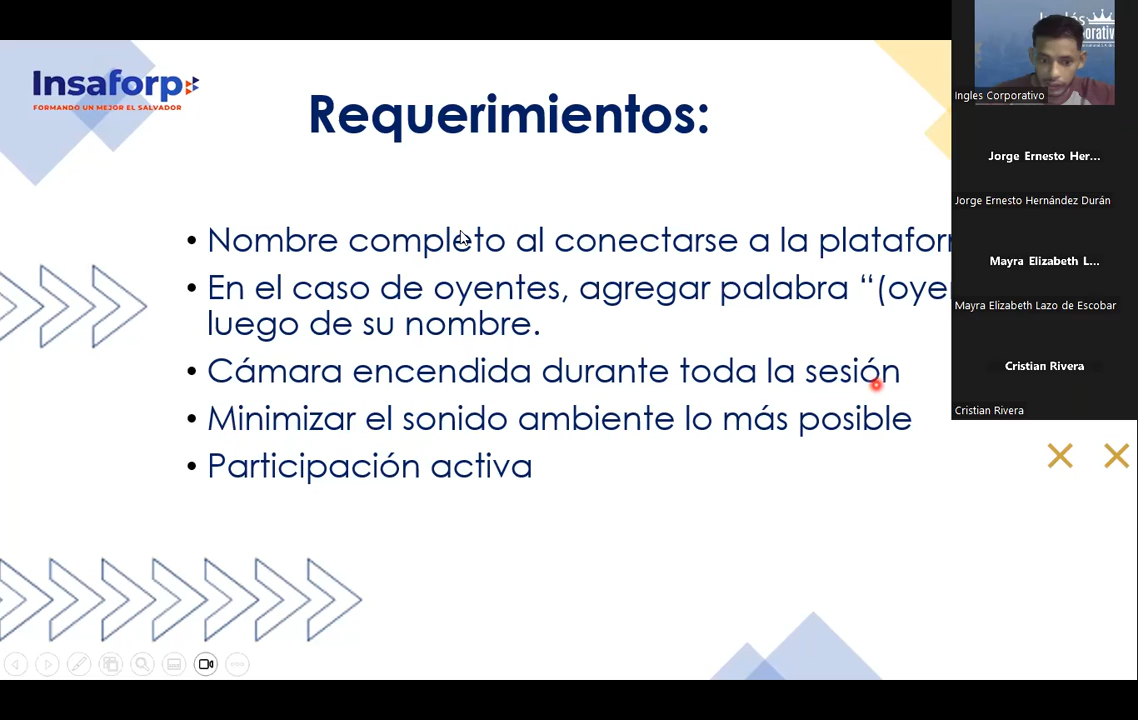 Insaforp
FORMANDO UN MEJOR EL SALVADOR
Requerimientos:
• Nombre completo al conectarse a la platafor
• En el caso de oyentes, agregar palabra “(oye
luego de su nombre.
• Cámara encendida durante toda la sesión
• Minimizar el sonido ambiente lo más posible
• Participación activa
Ingles Corporativo
Jorge Ernesto Her...
Jorge Ernesto Hernández Durán
Mayra Elizabeth L...
Mayra Elizabeth Lazo de Escobar
Cristian Rivera
Cristian Rivera